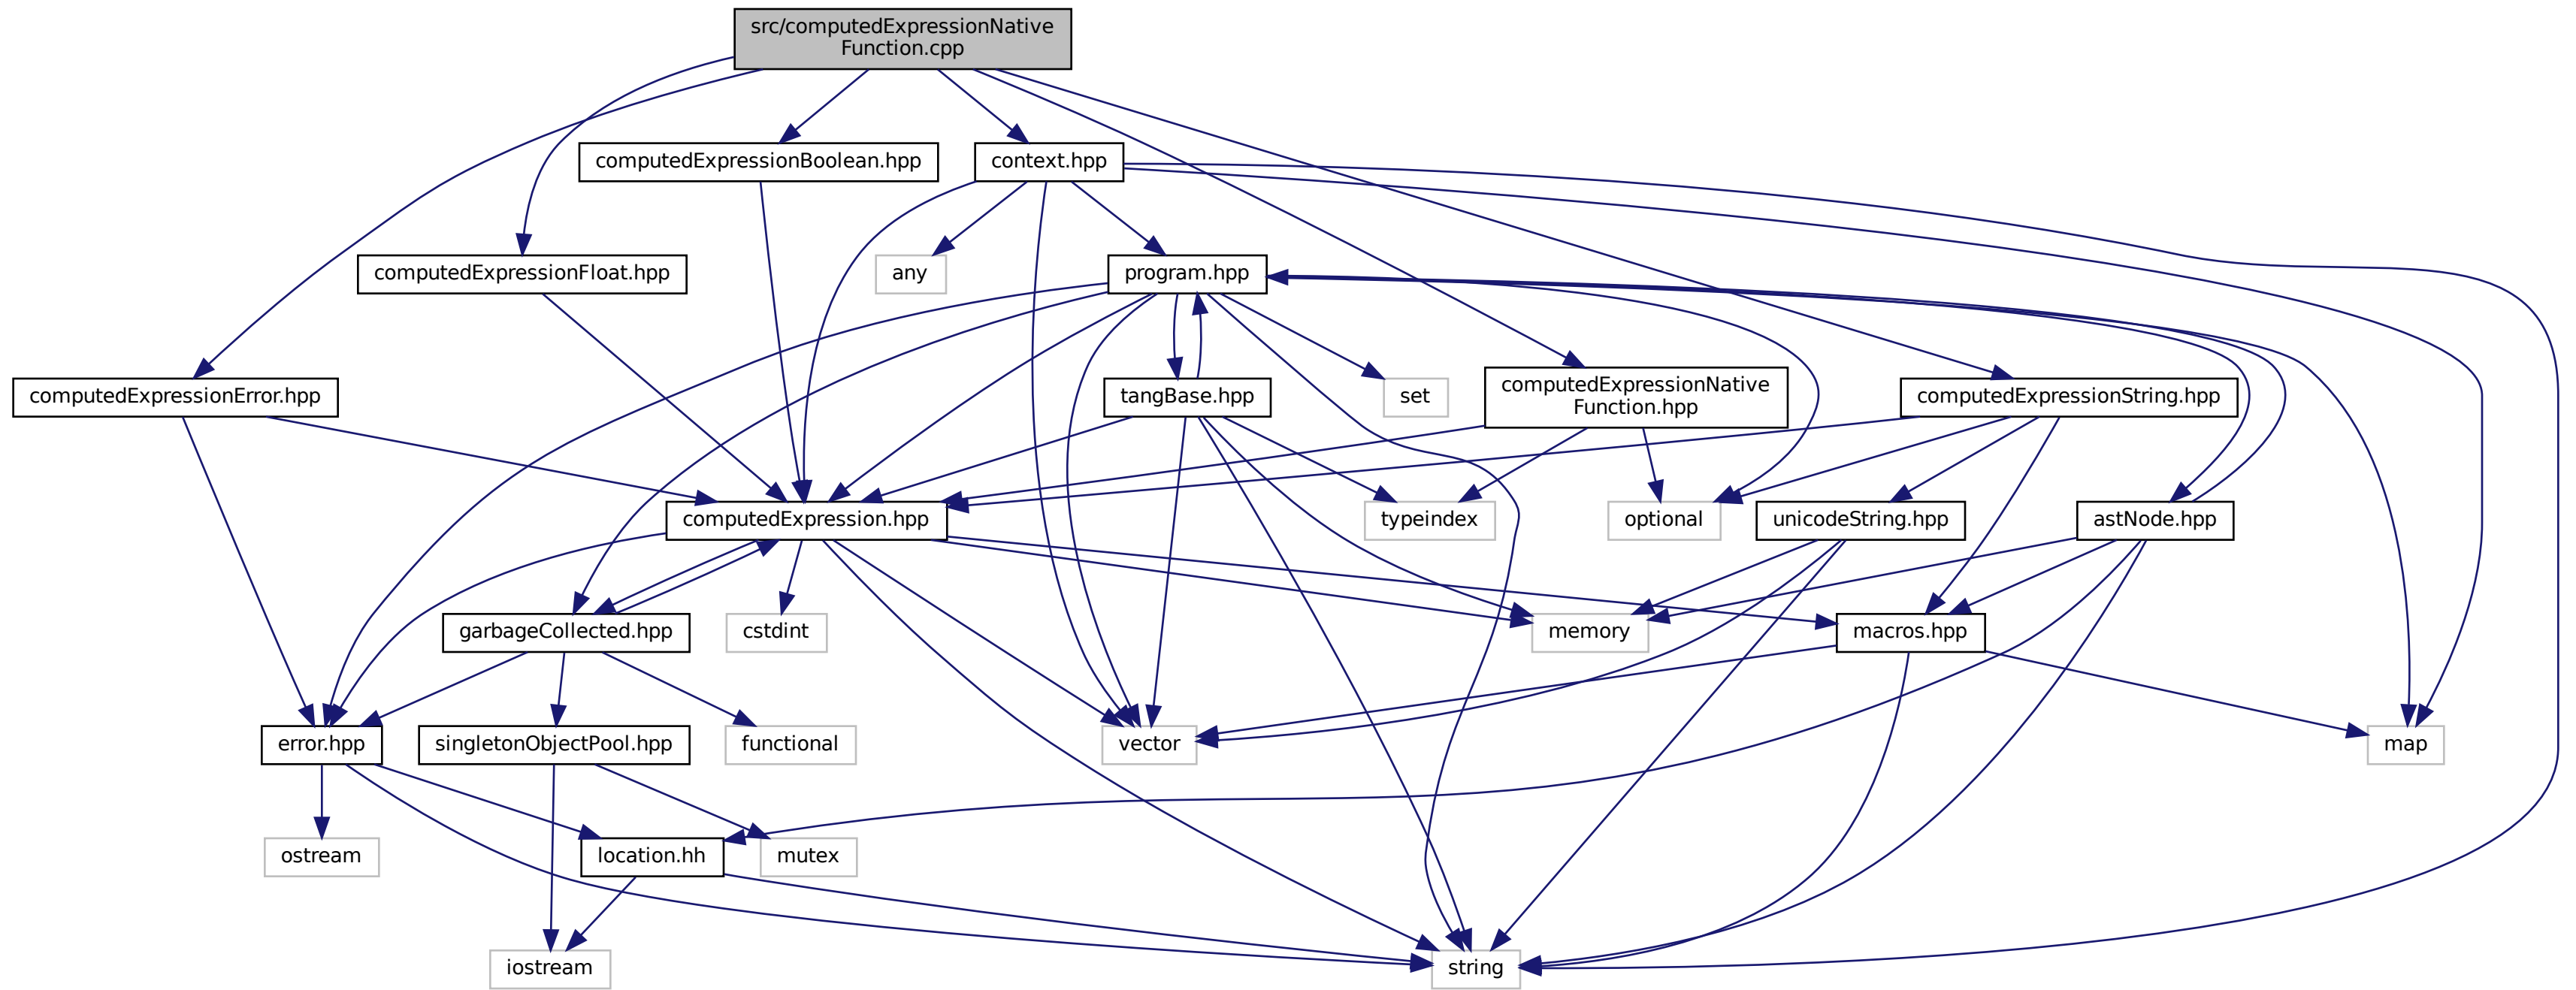 src/computedExpressionNative
Function.cpp
computedExpressionBoolean.hpp
context.hpp
computedExpressionFloat.hpp
any
program.hpp
computedExpressionError.hpp
tangBase.hpp
set
computedExpressionNative
Function.hpp
computedExpressionString.hpp
computedExpression.hpp
typeindex
optional
unicodeString.hpp
astNode.hpp
garbageCollected.hpp
cstdint
memory
macros.hpp
error.hpp
singletonObjectPool.hpp
functional
vector
map
ostream
location.hh
mutex
iostream
string